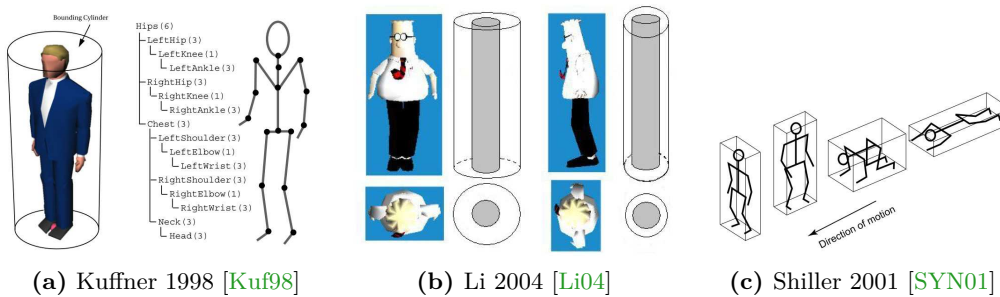 Bounding Cylinder
Hips(6)
LeftHip(3)
LeftKnee(1)
LeftAnkle(3)
RightHip(3)
RightKnee(1)
RightAnkle(3)
Chest(3)
LeftShoulder(3)
LeftElbow(1)
LeftWrist(3)
RightShoulder(3)
RightElbow(1)
RightWrist(3)
Neck(3)
Head(3)
Direction of motion
(a) Kuffner 1998 [Kuf98]
(b) Li 2004 [Li04]
(c) Shiller 2001 [SYN01]